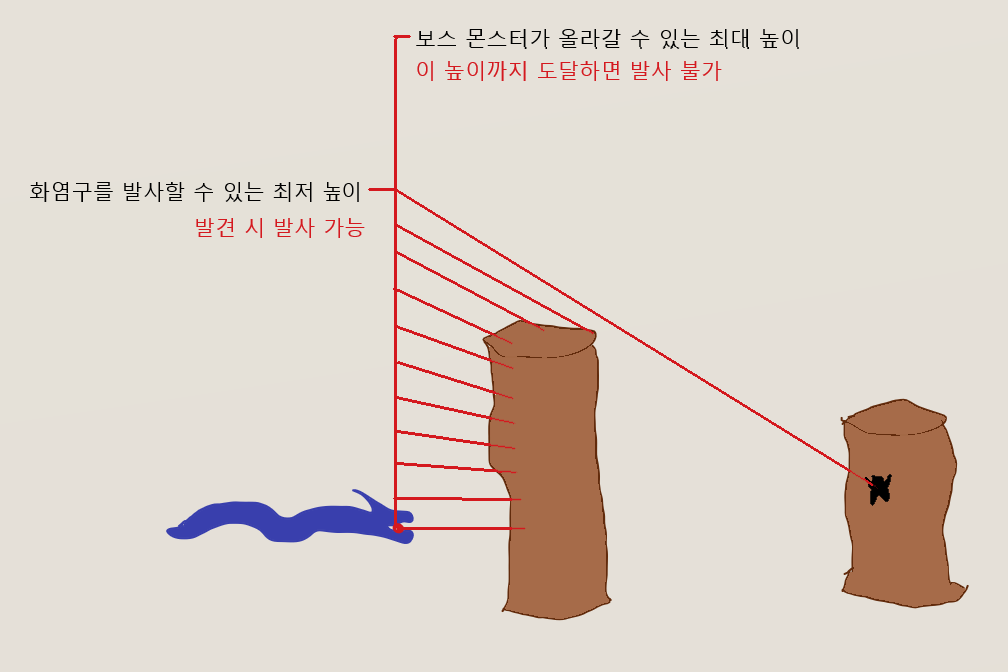 보스 몬스터가 올라갈 수 있는 최대 높이
이 높이까지 도달하면 발사 불가
화염구를 발사할 수 있는 최저 높이
발견 시 발사 가능